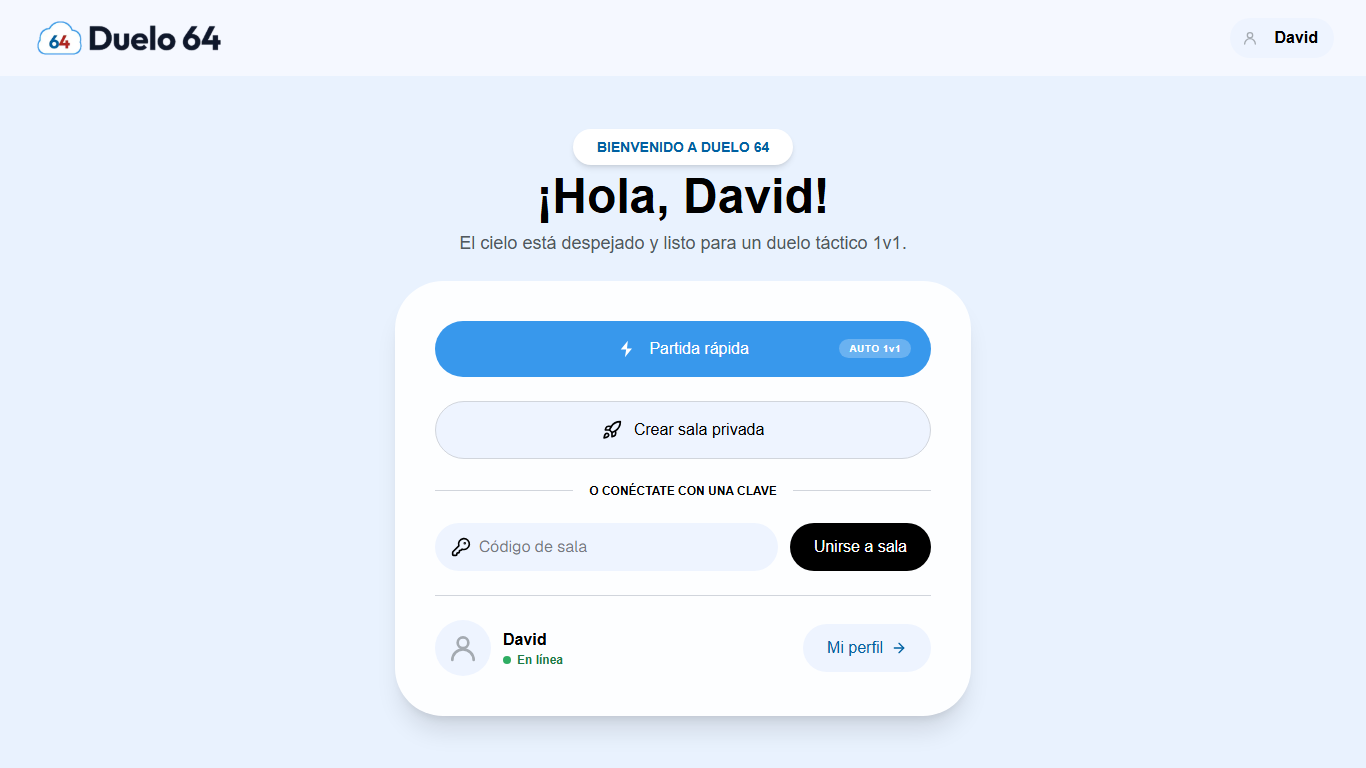 64 Duelo 64
David
BIENVENIDO A DUELO 64
¡Hola, David!
El cielo está despejado y listo para un duelo táctico 1v1.
Partida rápida
AUTO 1v1
Crear sala privada
O CONÉCTATE CON UNA CLAVE
Código de sala
Unirse a sala
David
En línea
Mi perfil